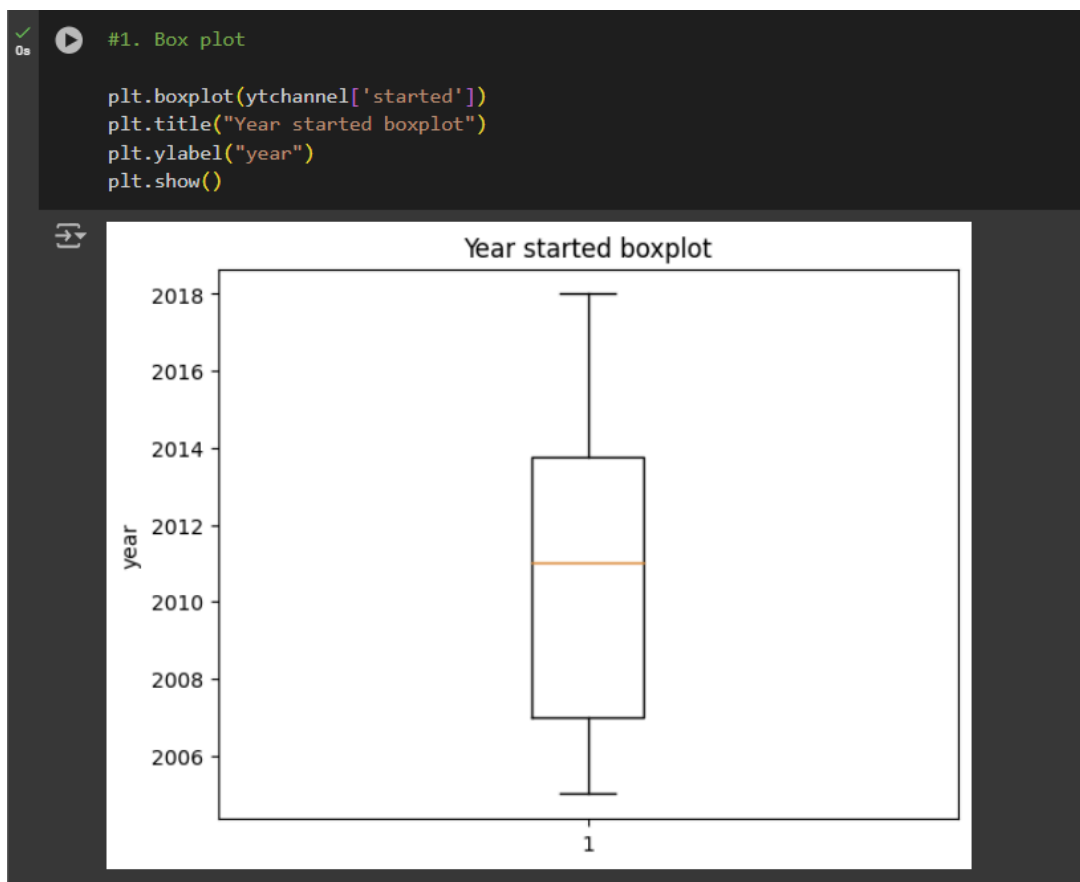 0s
#1. Box plot
plt.boxplot(ytchannel['started'])
plt.title("Year started boxplot")
plt.ylabel("year")
plt.show()
Year started boxplot
2018
2016
2014
2012
2010
2008
2006
year
1